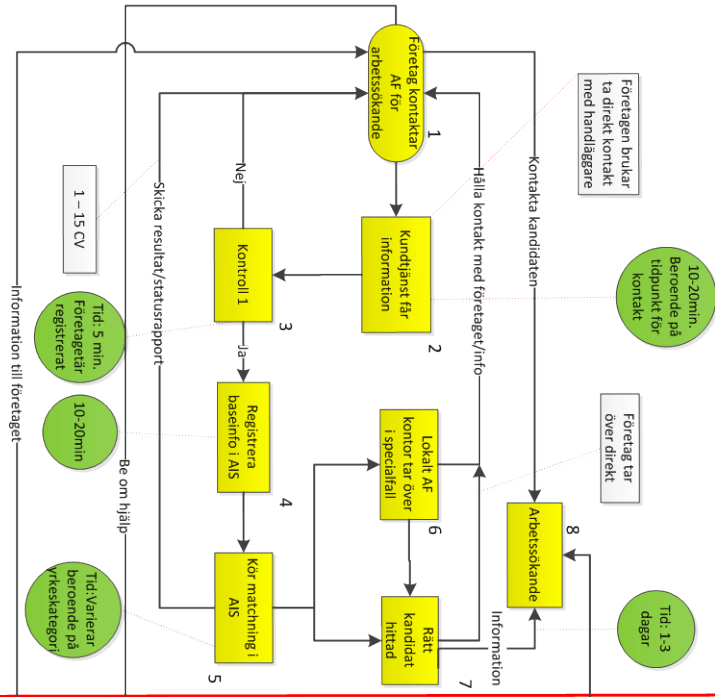 Företag kontaktar
AF för
arbetssökande
1
Företagen brukar
ta direkt kontakt
med handläggare
Kontakta kandidaten
10-20min.
Beroende på
tidpunkt för
kontakt
Kundtjänst får
information
2
Hålla kontakt med företaget/info
Nej
Kontroll 1
3
Ja
Skicka resultat/statusrapport
1 – 15 CV
Tid: 5 min.
Företagetär
registrerat
Registrera
baseinfo i AIS
4
10-20min
Information till företaget
Be om hjälp
Kör matchning i
AIS
5
Tid:Varierar
beroende på
yrkeskategori
Lokalt AF
kontor tar över
i specialfall
6
Företag tar
över direkt
Rätt
kandidat
hittad
7
Information
Arbetssökande
8
Tid: 1-3
dagar